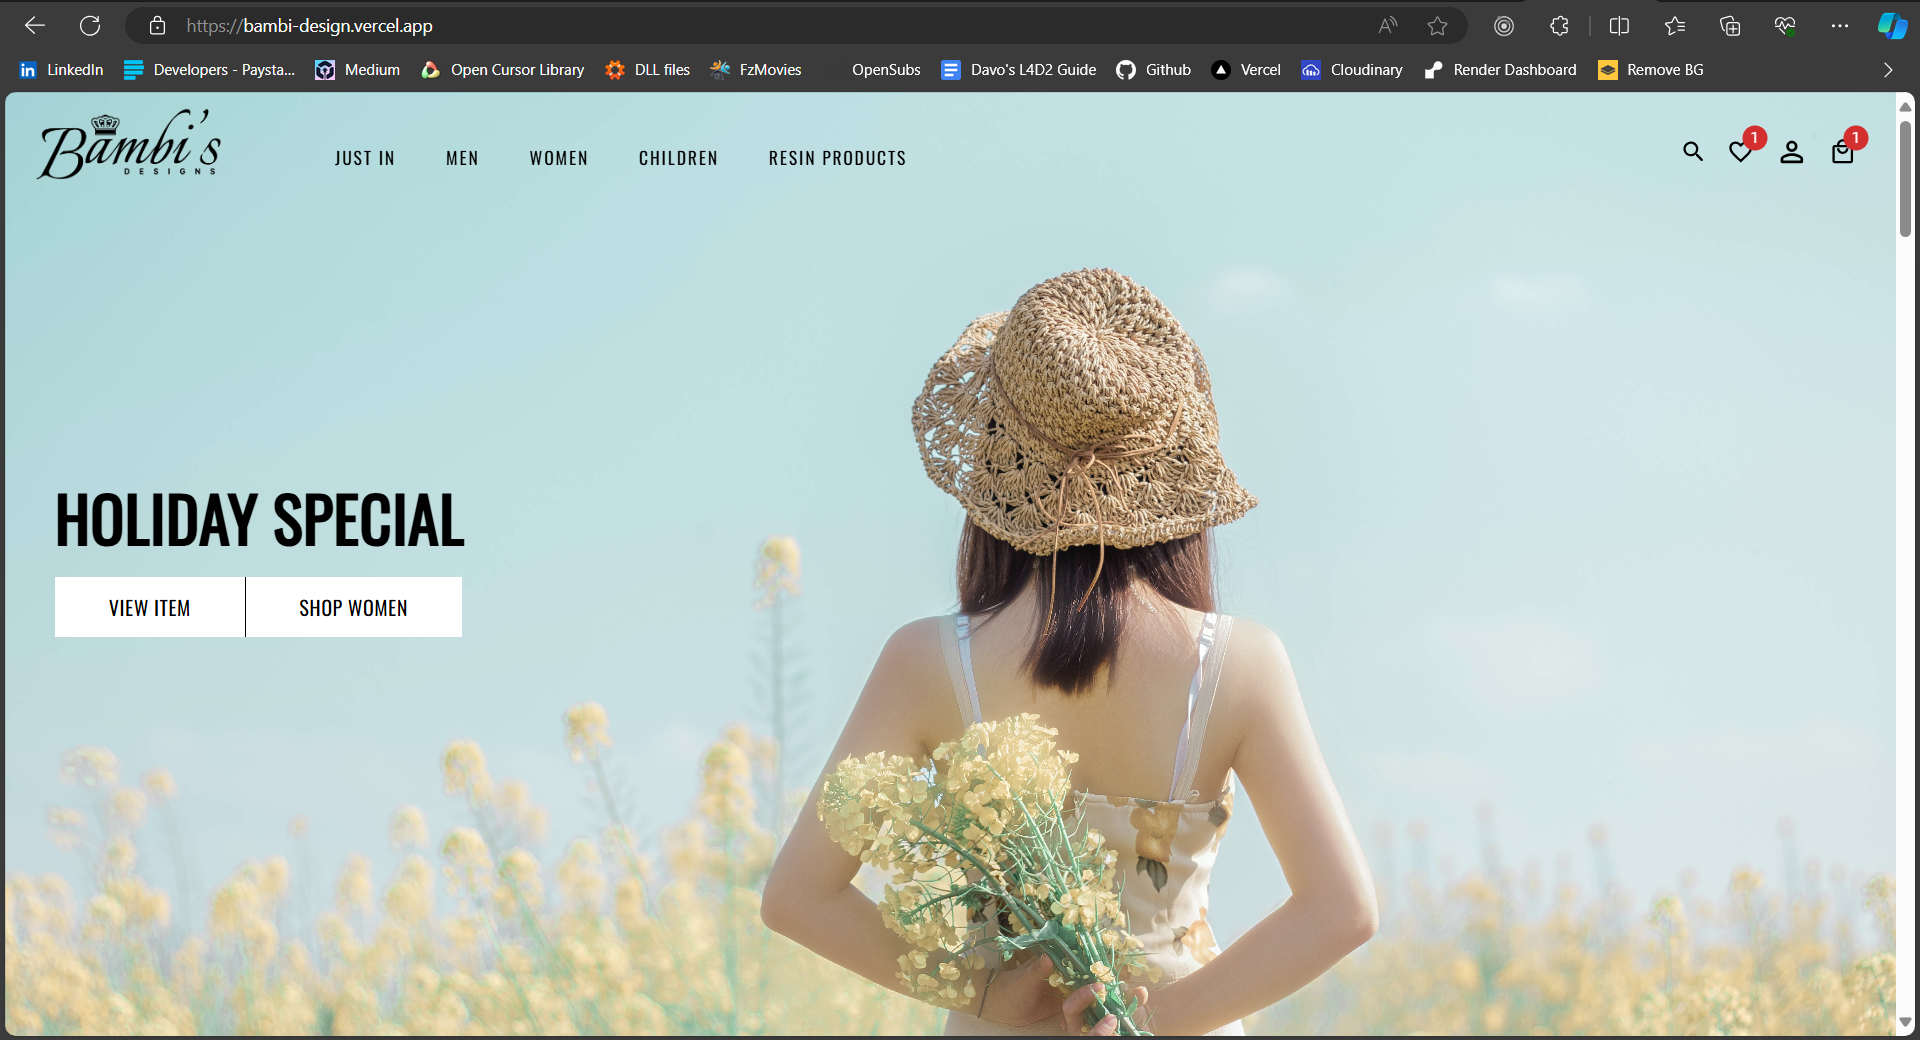 https://bambi-design.vercel.app
LinkedIn Developers - Paysta... Medium Open Cursor Library DLL files FzMovies OpenSubs Davo's L4D2 Guide Github Vercel Cloudinary Render Dashboard Remove BG
Bambi's
DESIGNS
JUST IN MEN WOMEN CHILDREN RESIN PRODUCTS
1 1
HOLIDAY SPECIAL
VIEW ITEM SHOP WOMEN